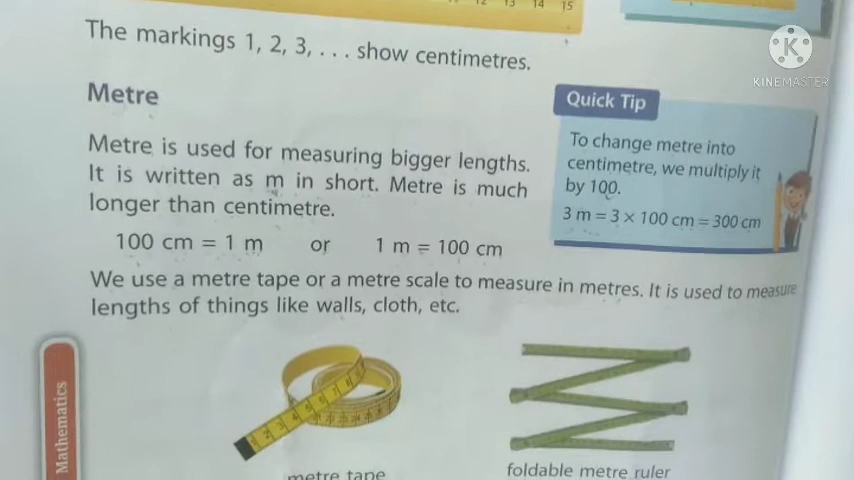 12 13 14 15
The markings 1, 2, 3, . . . show centimetres.
K
KINEMASTER
Metre
Quick Tip
Metre is used for measuring bigger lengths.
It is written as m in short. Metre is much
longer than centimetre.
To change metre into
centimetre, we multiply it
by 100.
3 m = 3 × 100 cm = 300 cm
100 cm = 1 m or 1 m = 100 cm
We use a metre tape or a metre scale to measure in metres. It is used to measure
lengths of things like walls, cloth, etc.
Mathematics
metre tape
foldable metre ruler